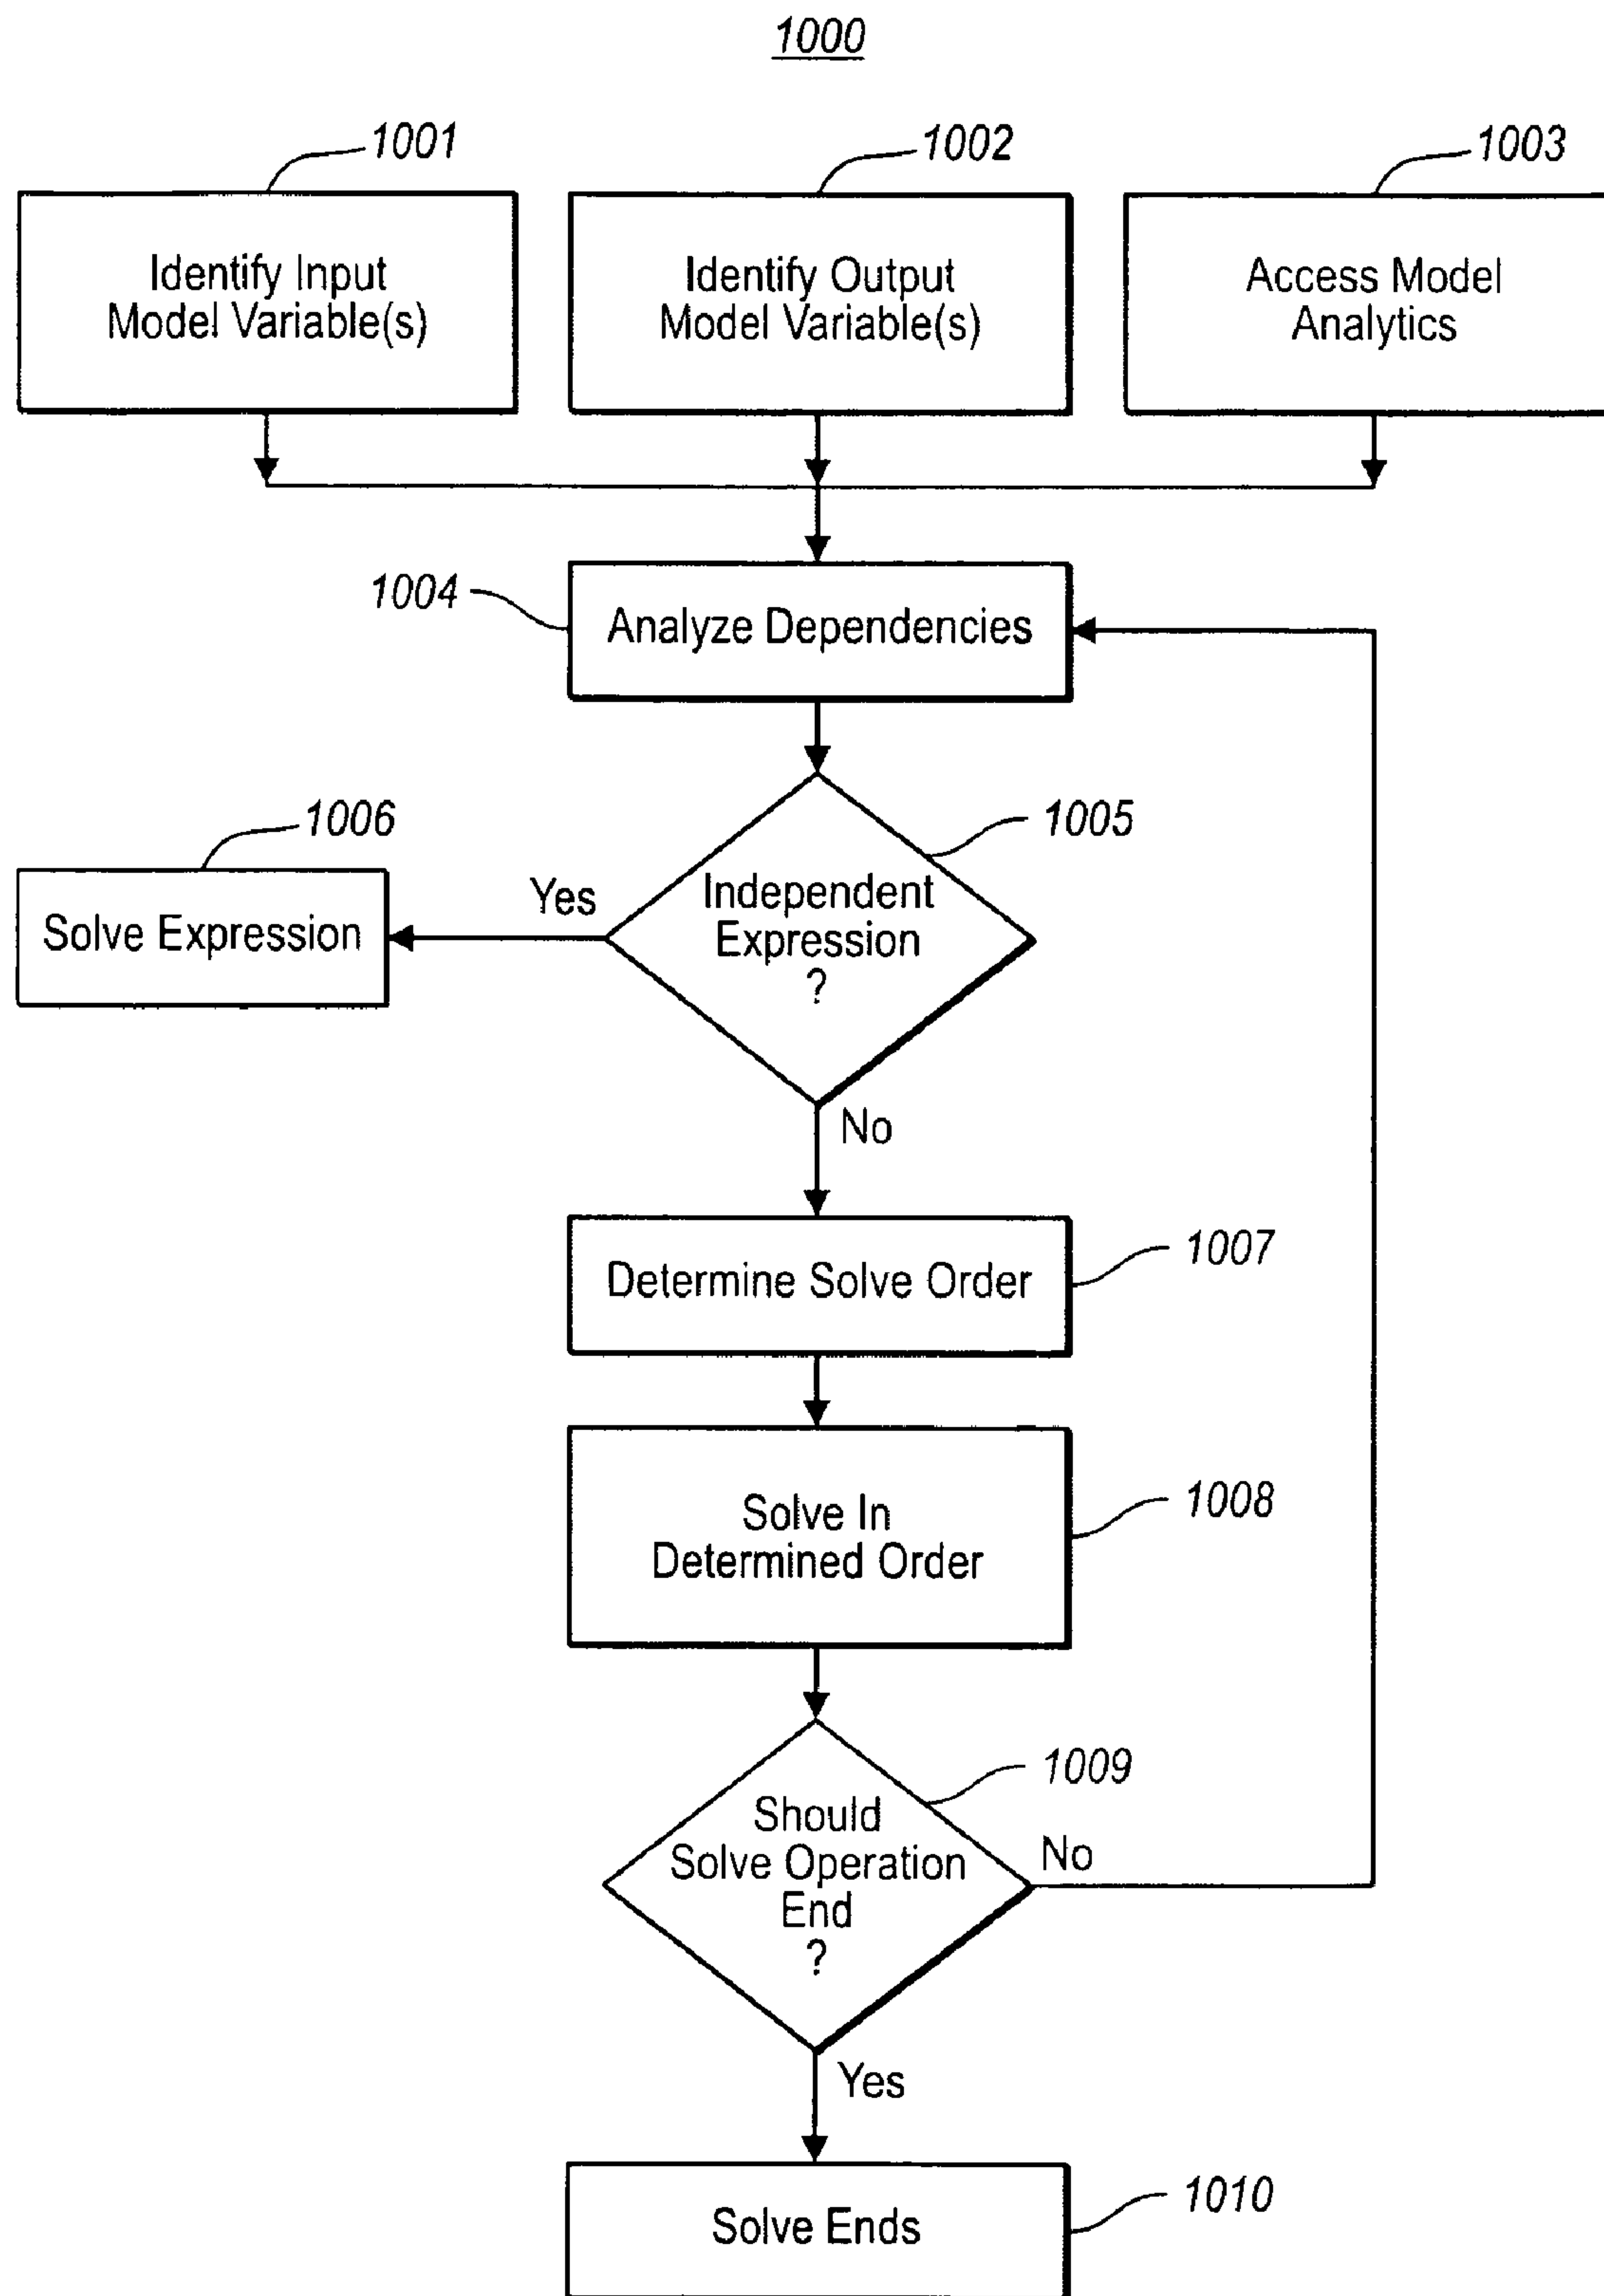 1000
1001
1002
1003
Identify Input
Model Variable(s)
Identify Output
Model Variable(s)
Access Model
Analytics
1004
Analyze Dependencies
1005
Independent
Expression
?
Yes
1006
Solve Expression
No
1007
Determine Solve Order
1008
Solve In
Determined Order
1009
Should
Solve Operation
End
?
No
Yes
1010
Solve Ends